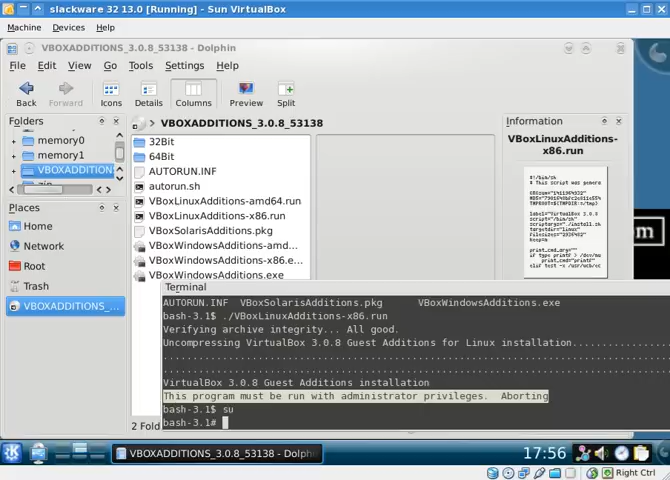 slackware 32 13.0 [Running] - Sun VirtualBox
Machine Devices Help
VBOXADDITIONS_3.0.8_53138 - Dolphin
File Edit View Go Tools Settings Help
Back Forward Icons Details Columns Preview Split
Folders
memory0
memory1
VBOXADDITION
Places
Home
Network
Root
Trash
VBOXADDITIONS_...
VBOXADDITIONS_3.0.8_53138
32Bit
64Bit
AUTORUN.INF
autorun.sh
VBoxLinuxAdditions-amd64.run
VBoxLinuxAdditions-x86.run
VBoxSolarisAdditions.pkg
VBoxWindowsAdditions-amd...
VBoxWindowsAdditions-x86.e...
VBoxWindowsAdditions.exe
2 Fold
Information
VBoxLinuxAdditions-
x86.run
#!/bin/sh
om
Terminal
AUTORUN.INF VBoxSolarisAdditions.pkg VBoxWindowsAdditions.exe
bash-3.1$ ./VBoxLinuxAdditions-x86.run
Verifying archive integrity... All good.
Uncompressing VirtualBox 3.0.8 Guest Additions for Linux installation..............
VirtualBox 3.0.8 Guest Additions installation
This program must be run with administrator privileges. Aborting
bash-3.1$ su
bash-3.1#
VBOXADDITIONS_3.0.8_53138 - Dolph
17:56
Right Ctrl